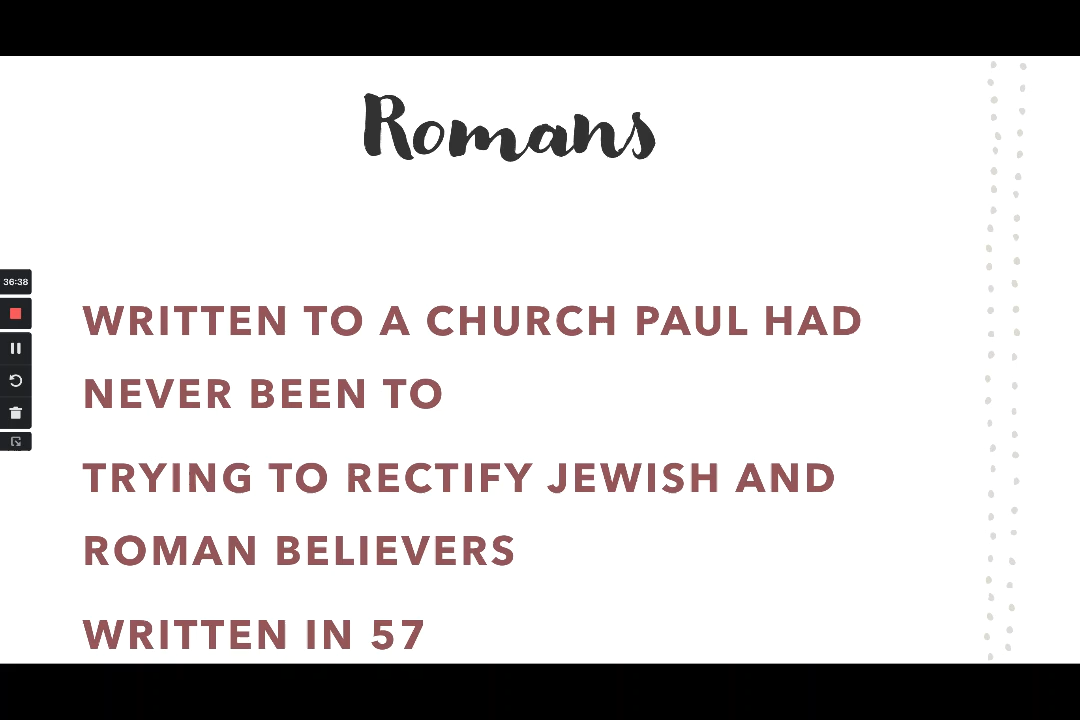 Romans
36:38
WRITTEN TO A CHURCH PAUL HAD
NEVER BEEN TO
TRYING TO RECTIFY JEWISH AND
ROMAN BELIEVERS
WRITTEN IN 57